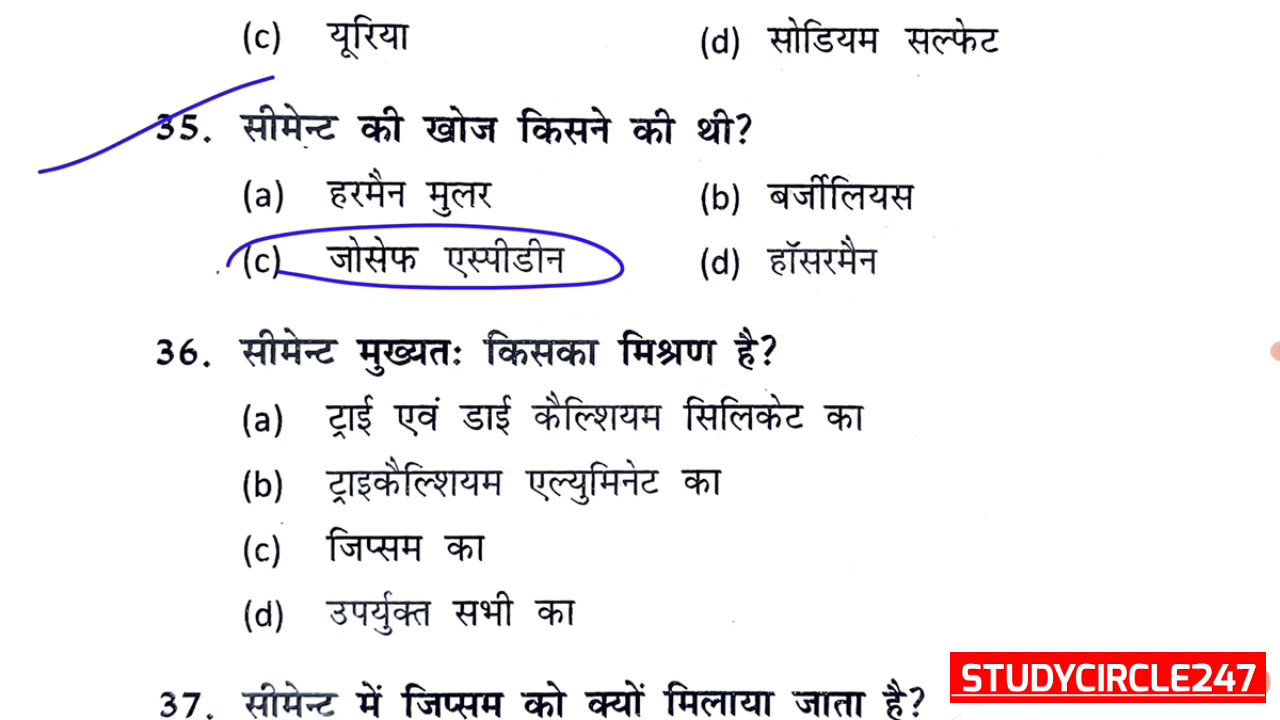 (c) यूरिया (d) सोडियम सल्फेट
35. सीमेन्ट की खोज किसने की थी?
(a) हरमैन मुलर (b) बर्जीलियस
(c) जोसेफ एस्पीडीन (d) हॉसरमैन
36. सीमेन्ट मुख्यतः किसका मिश्रण है?
(a) ट्राई एवं डाई कैल्शियम सिलिकेट का
(b) ट्राइकैल्शियम एल्युमिनेट का
(c) जिप्सम का
(d) उपर्युक्त सभी का
37. सीमेन्ट में जिप्सम को क्यों मिलाया जाता है?
STUDYCIRCLE247